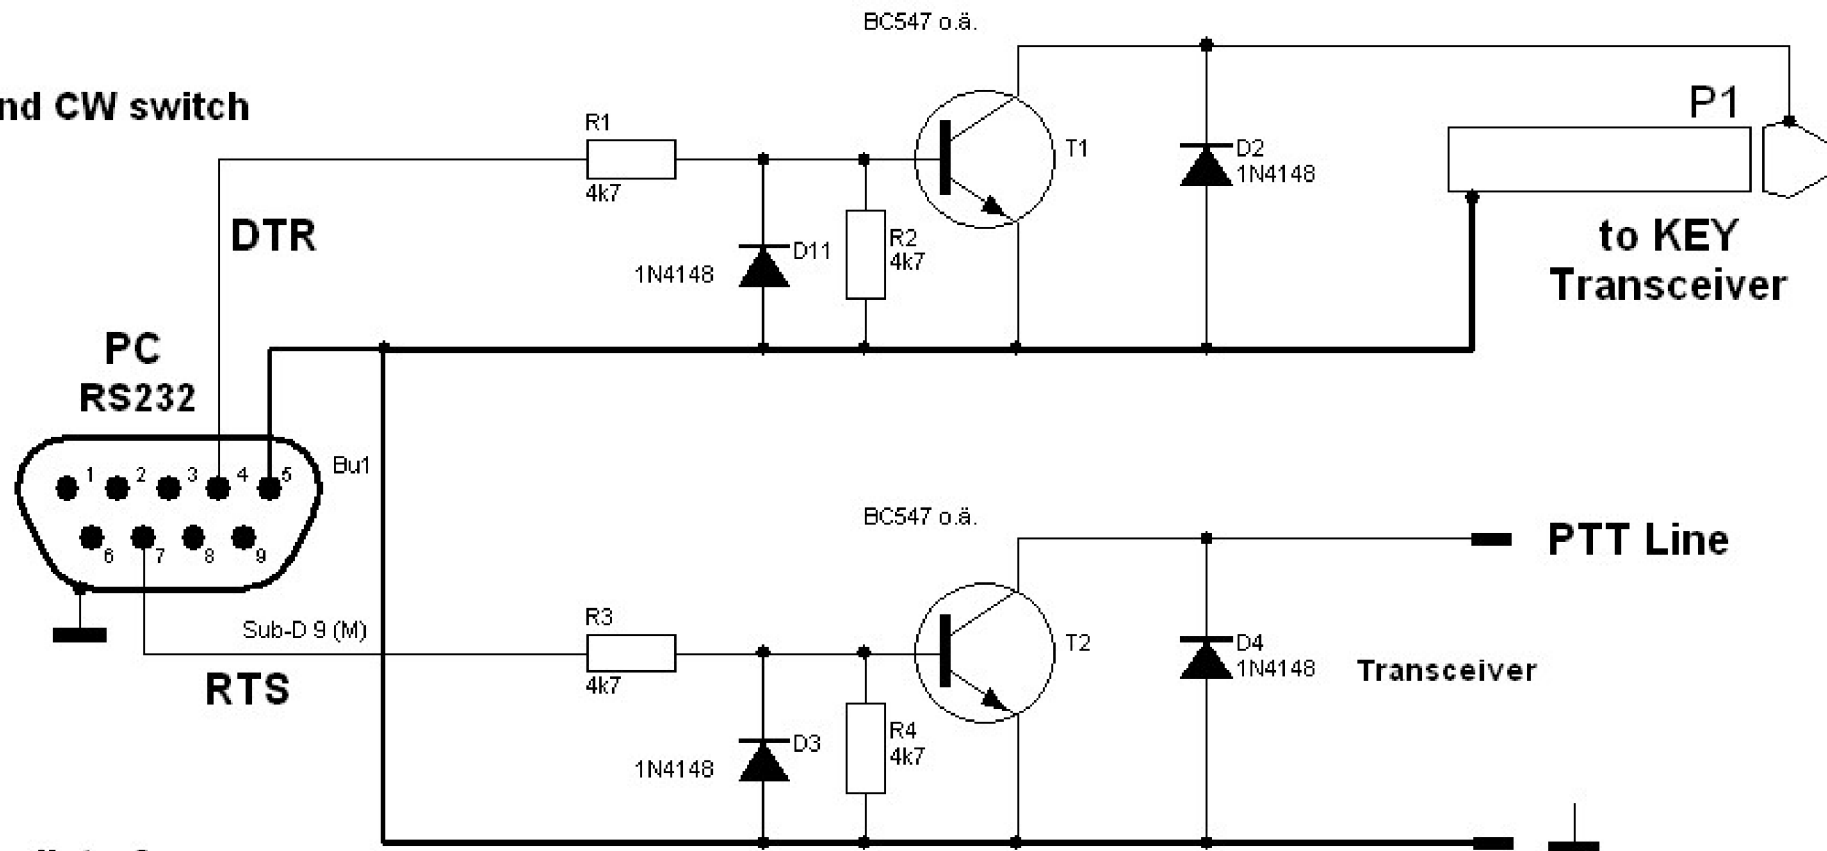 BC547 o.ä.
nd CW switch
P1
R1
T1
D2
1N4148
4k7
DTR
to KEY
Transceiver
D11
1N4148
R2
4k7
PC
RS232
Bu1
1 2 3 4 5
6 7 8 9
BC547 o.ä.
PTT Line
R3
Sub-D 9 (M)
T2
D4
1N4148
Transceiver
4k7
RTS
D3
1N4148
R4
4k7